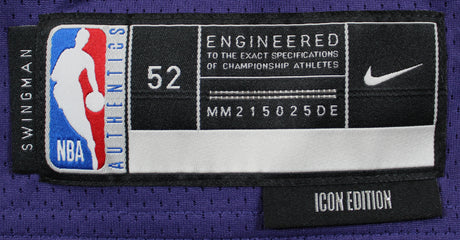 SWINGMAN
NBA
AUTHENTICS
52
ENGINEERED
TO THE EXACT SPECIFICATIONS
OF CHAMPIONSHIP ATHLETES
MM215025DE
ICON EDITION